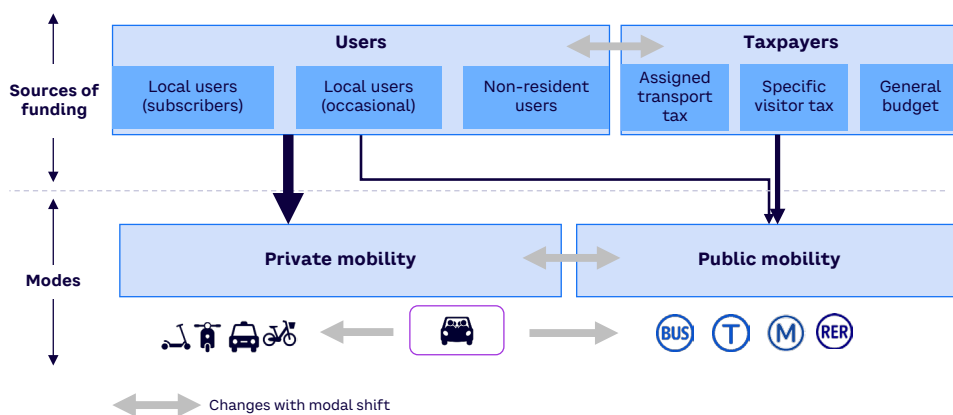 Users
Taxpayers
Sources of
funding
Local users
(subscribers)
Local users
(occasional)
Non-resident
users
Assigned
transport
tax
Specific
visitor tax
General
budget
Modes
Private mobility
Public mobility
BUS
T
M
RER
Changes with modal shift